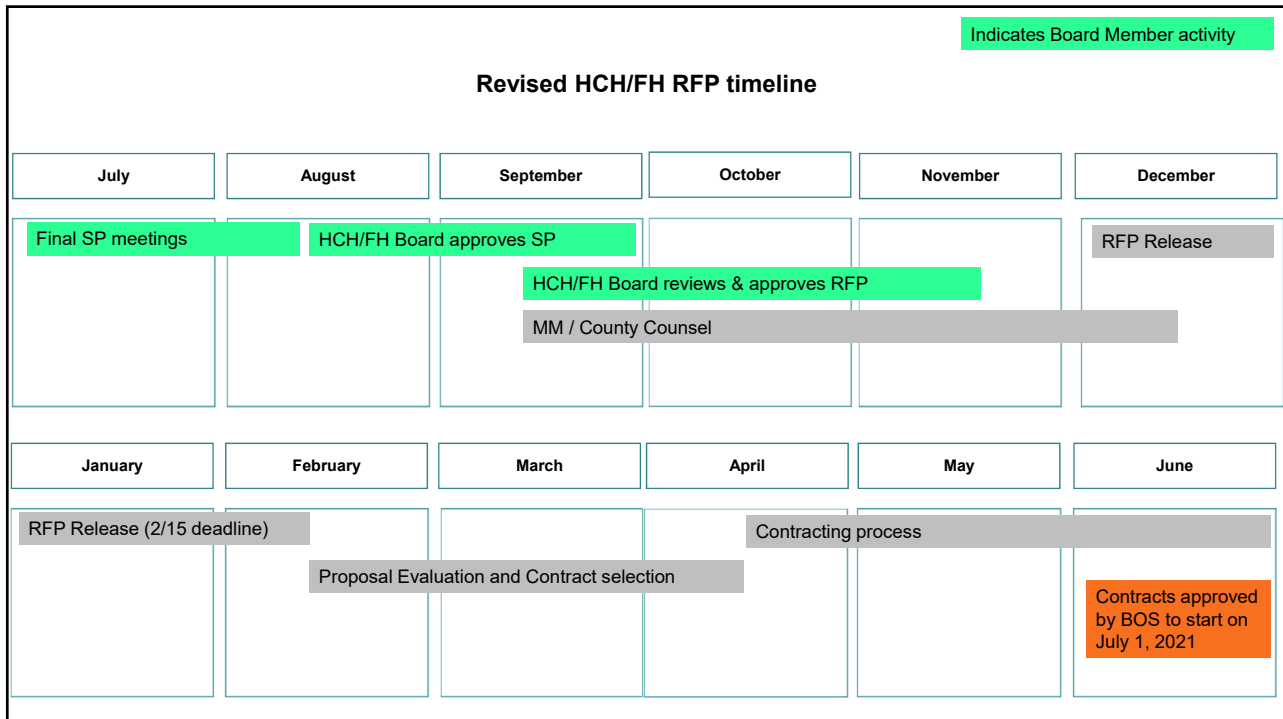 Indicates Board Member activity
Revised HCH/FH RFP timeline
July
August
September
October
November
December
Final SP meetings
HCH/FH Board approves SP
RFP Release
HCH/FH Board reviews & approves RFP
MM / County Counsel
January
February
March
April
May
June
RFP Release (2/15 deadline)
Contracting process
Proposal Evaluation and Contract selection
Contracts approved
by BOS to start on
July 1, 2021